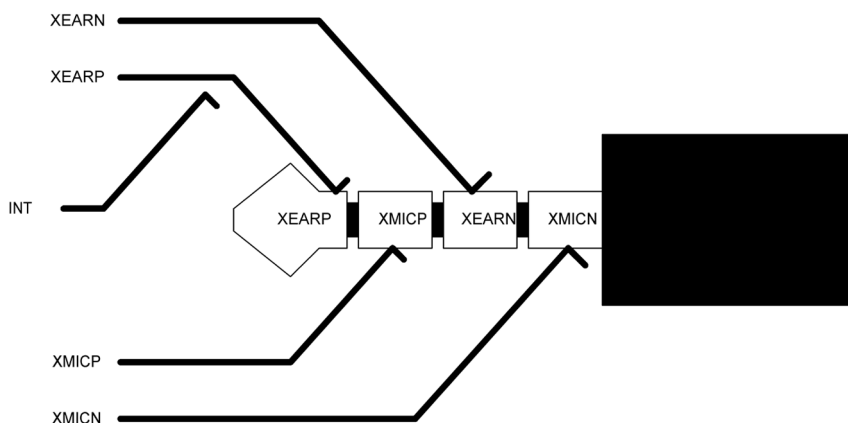 XEARN
XEARP
INT
XEARP XMICP XEARN XMICN
XMICP
XMICN